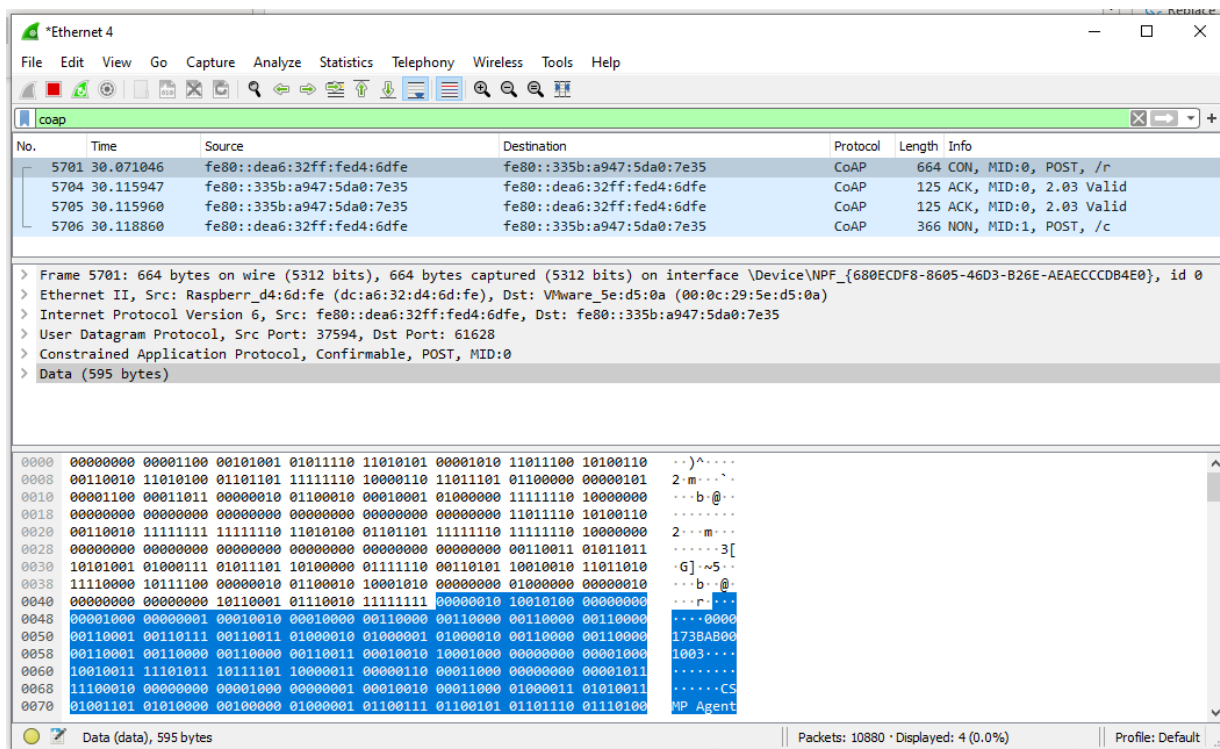 Replace
*Ethernet 4
File Edit View Go Capture Analyze Statistics Telephony Wireless Tools Help
coap
No. Time Source Destination Protocol Length Info
5701 30.071046 fe80::dea6:32ff:fed4:6dfe fe80::335b:a947:5da0:7e35 CoAP 664 CON, MID:0, POST, /r
5704 30.115947 fe80::335b:a947:5da0:7e35 fe80::dea6:32ff:fed4:6dfe CoAP 125 ACK, MID:0, 2.03 Valid
5705 30.115960 fe80::335b:a947:5da0:7e35 fe80::dea6:32ff:fed4:6dfe CoAP 125 ACK, MID:0, 2.03 Valid
5706 30.118860 fe80::dea6:32ff:fed4:6dfe fe80::335b:a947:5da0:7e35 CoAP 366 NON, MID:1, POST, /c
> Frame 5701: 664 bytes on wire (5312 bits), 664 bytes captured (5312 bits) on interface \Device\NPF_{680ECDF8-8605-46D3-B26E-AEAECCCDB4E0}, id 0
> Ethernet II, Src: Raspberr_d4:6d:fe (dc:a6:32:d4:6d:fe), Dst: VMware_5e:d5:0a (00:0c:29:5e:d5:0a)
> Internet Protocol Version 6, Src: fe80::dea6:32ff:fed4:6dfe, Dst: fe80::335b:a947:5da0:7e35
> User Datagram Protocol, Src Port: 37594, Dst Port: 61628
> Constrained Application Protocol, Confirmable, POST, MID:0
> Data (595 bytes)
0000 00000000 00001100 00101001 01011110 11010101 00001010 11011100 10100110 ··)^····
0008 00110010 11010100 01101101 11111110 10000110 11011101 01100000 00000101 2·m···`·
0010 00001100 00011011 00000010 01100010 00010101 01000000 11111110 10000000 ···b·@··
0018 00000000 00000000 00000000 00000000 00000000 00000000 11011110 10100110 ········
0020 00110010 11111111 11111110 11010100 01101101 11111110 11111110 10000000 2···m···
0028 00000000 00000000 00000000 00000000 00000000 00000000 00110011 01011011 ······3[
0030 10101001 01000111 01011101 10100000 01111110 00110101 10010010 11011010 ·G]·~5··
0038 11110000 10111100 00000010 01100010 10001010 00000000 01000000 00000010 ···b··@·
0040 00000000 00000000 10110001 01110010 11111111 00000010 10010100 00000000 ···r····
0048 00001000 00000001 00010010 00010000 00110000 00110000 00110000 00110000 ····0000
0050 00110001 00110111 00110011 01000010 01000001 01000010 00110000 00110000 173BAB00
0058 00110001 00110000 00110000 00110011 00010010 10001000 00000000 00001000 1003····
0060 10010011 11101011 10111101 10000011 00000110 00011000 00000000 00001011 ········
0068 11100010 00000000 00001000 00000001 00010010 00011000 01000011 01010011 ······CS
0070 01001101 01010000 00100000 01000001 01100111 01100101 01101110 01110100 MP Agent
Data (data), 595 bytes Packets: 10880 · Displayed: 4 (0.0%) Profile: Default